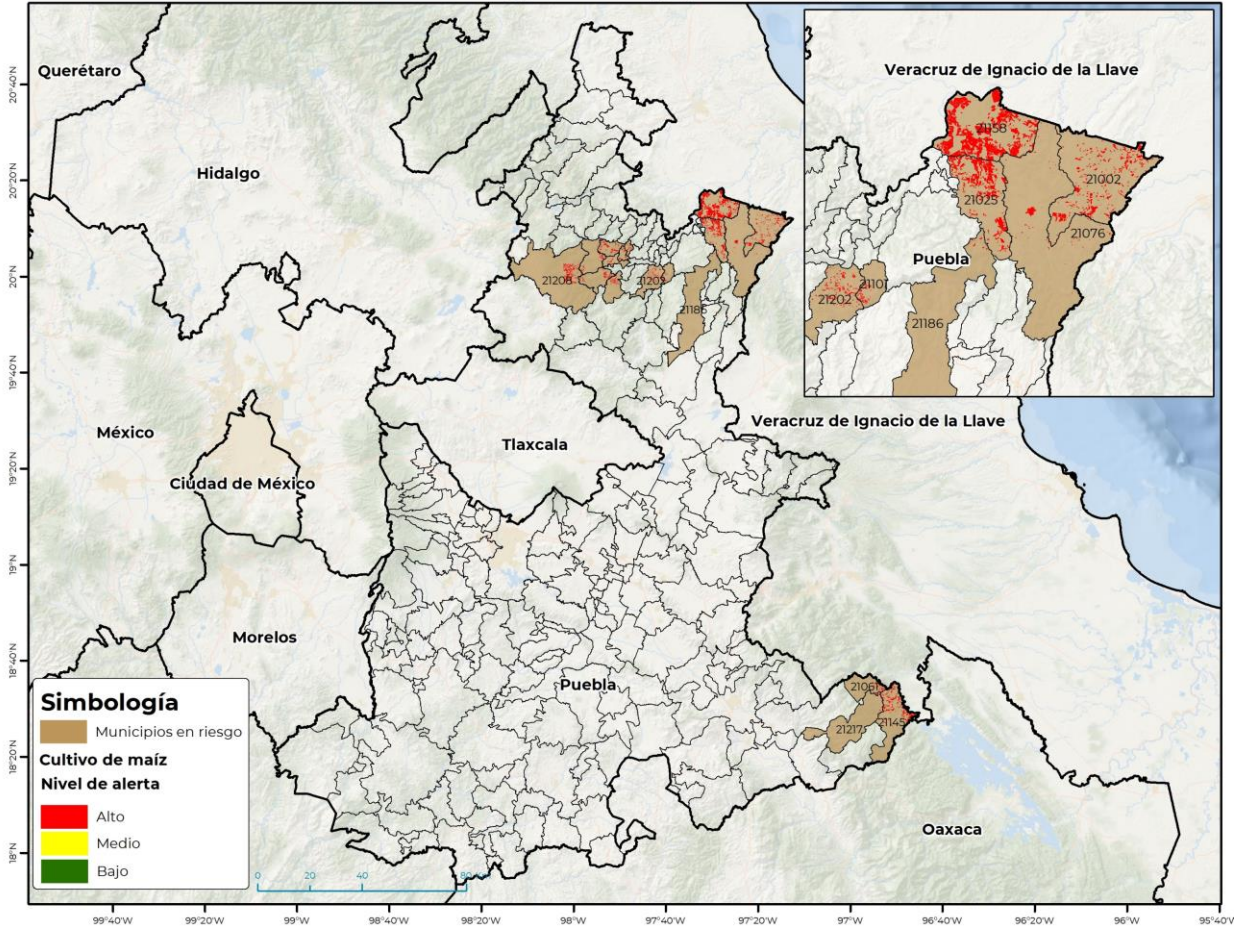 Querétaro
Hidalgo
México
Ciudad de México
Morelos
Tlaxcala
Puebla
Veracruz de Ignacio de la Llave
Oaxaca
21208
21186
21061
21145
21217
Veracruz de Ignacio de la Llave
Puebla
21158
21002
21025
21076
21101
21202
21186
Simbología
Municipios en riesgo
Cultivo de maíz
Nivel de alerta
Alto
Medio
Bajo
0 20 40 80
20°40'N
20°20'N
20°N
19°40'N
19°20'N
19°N
18°40'N
18°20'N
18°N
99°40'W 99°20'W 99°W 98°40'W 98°20'W 98°W 97°40'W 97°20'W 97°W 96°40'W 96°20'W 96°W 95°40'W